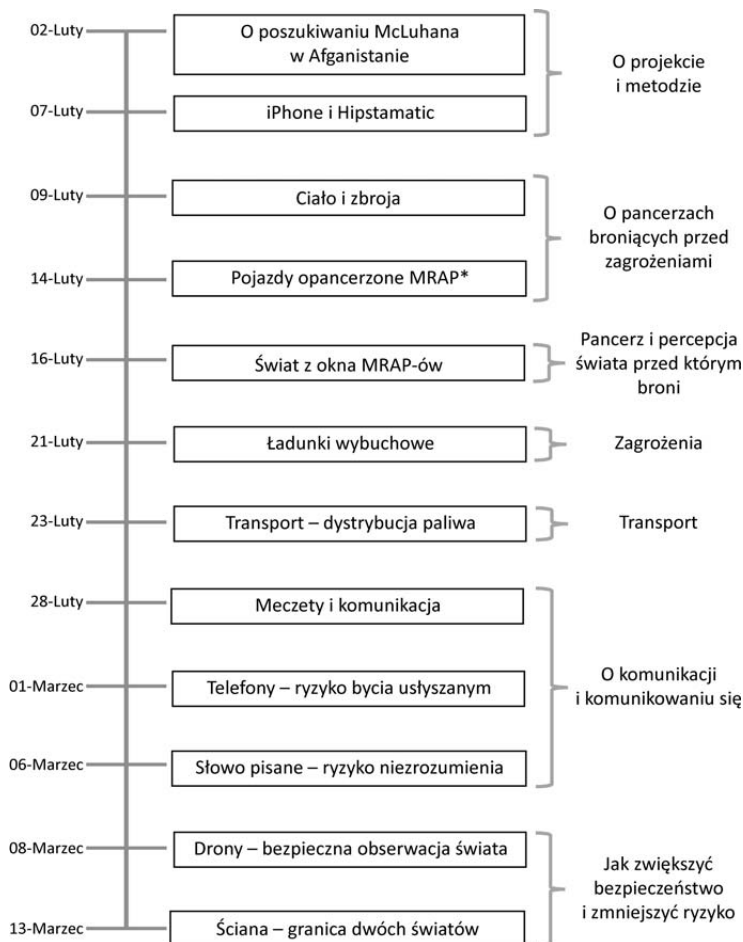 02-Luty
O poszukiwaniu McLuhana
w Afganistanie
07-Luty
iPhone i Hipstamatic
O projekcie
i metodzie
09-Luty
Ciało i zbroja
14-Luty
Pojazdy opancerzone MRAP*
O pancerzach
broniących przed
zagrożeniami
16-Luty
Świat z okna MRAP-ów
Pancerz i percepcja
świata przed którym
broni
21-Luty
Ładunki wybuchowe
Zagrożenia
23-Luty
Transport – dystrybucja paliwa
Transport
28-Luty
Meczety i komunikacja
01-Marzec
Telefony – ryzyko bycia usłyszanym
06-Marzec
Słowo pisane – ryzyko niezrozumienia
O komunikacji
i komunikowaniu się
08-Marzec
Drony – bezpieczna obserwacja świata
13-Marzec
Ściana – granica dwóch światów
Jak zwiększyć
bezpieczeństwo
i zmniejszyć ryzyko